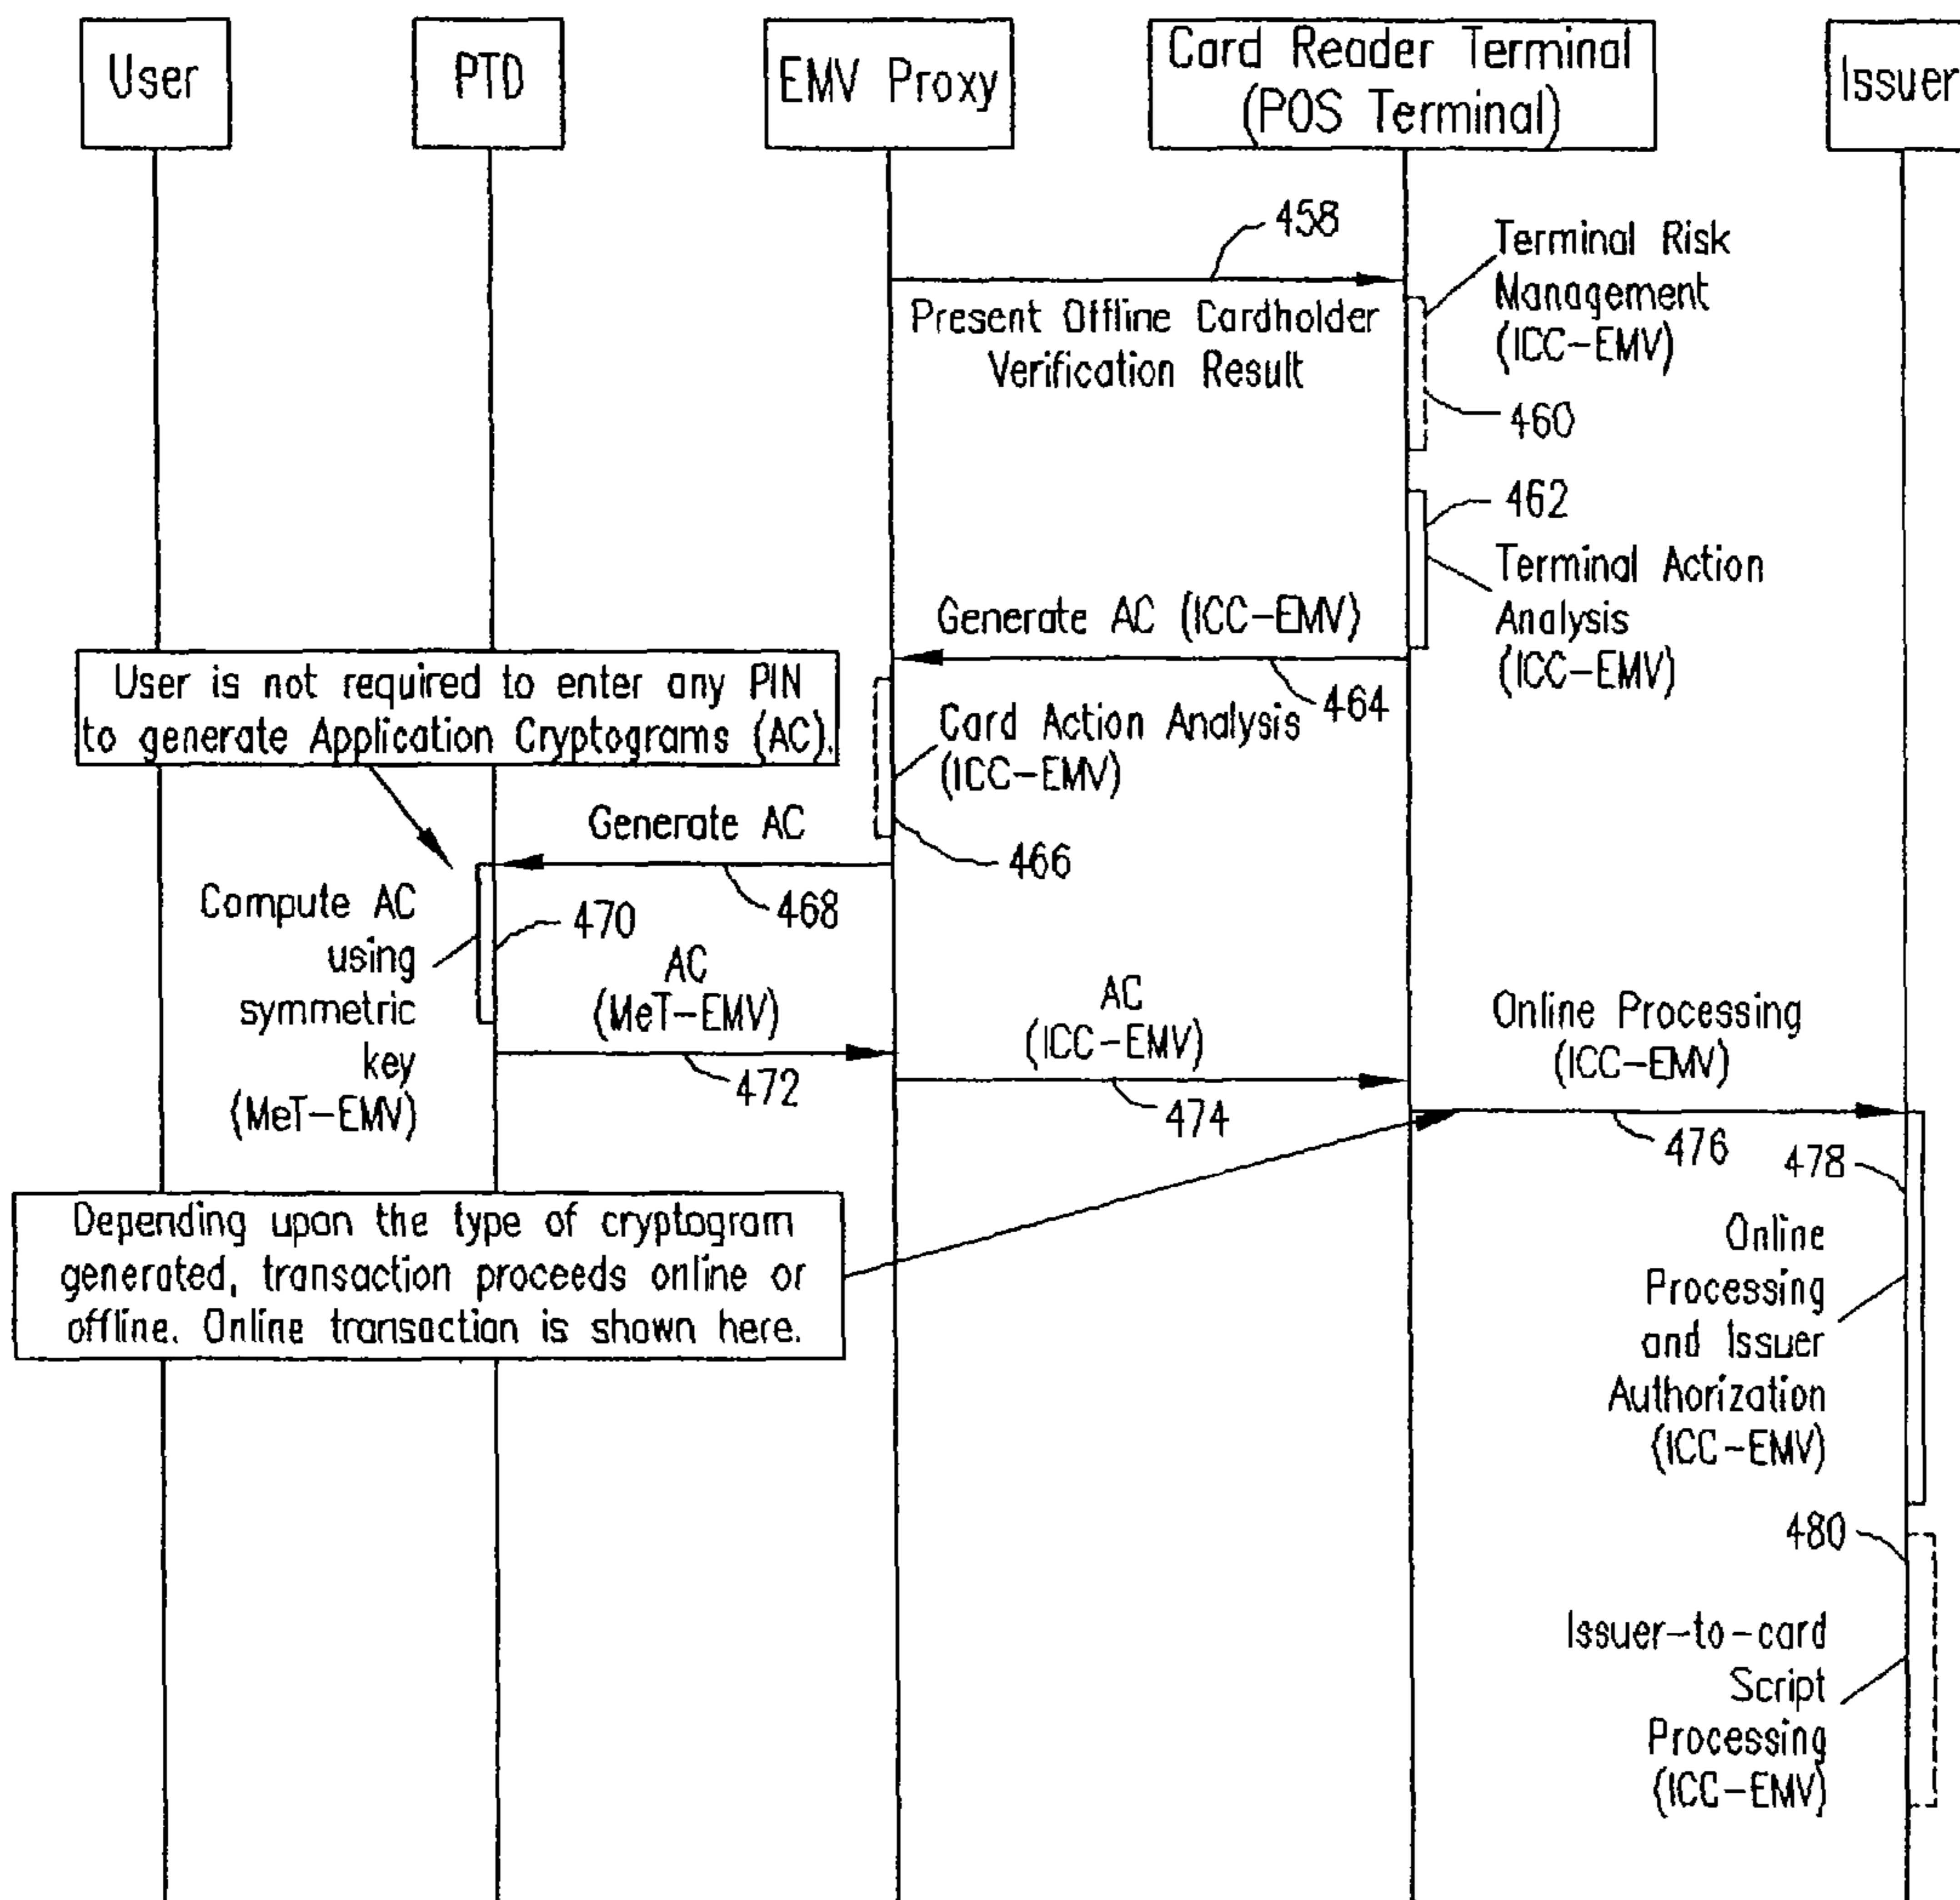 User
PTD
EMV Proxy
Card Reader Terminal
(POS Terminal)
Issuer
458
Present Offline Cardholder
Verification Result
Terminal Risk
Management
(ICC-EMV)
460
462
Terminal Action
Analysis
(ICC-EMV)
Generate AC (ICC-EMV)
464
User is not required to enter any PIN
to generate Application Cryptograms (AC).
Card Action Analysis
(ICC-EMV)
466
Generate AC
468
Compute AC
using
symmetric
key
(MeT-EMV)
470
AC
(MeT-EMV)
472
AC
(ICC-EMV)
474
Online Processing
(ICC-EMV)
476
478
Depending upon the type of cryptogram
generated, transaction proceeds online or
offline. Online transaction is shown here.
Online
Processing
and Issuer
Authorization
(ICC-EMV)
480
Issuer-to-card
Script
Processing
(ICC-EMV)